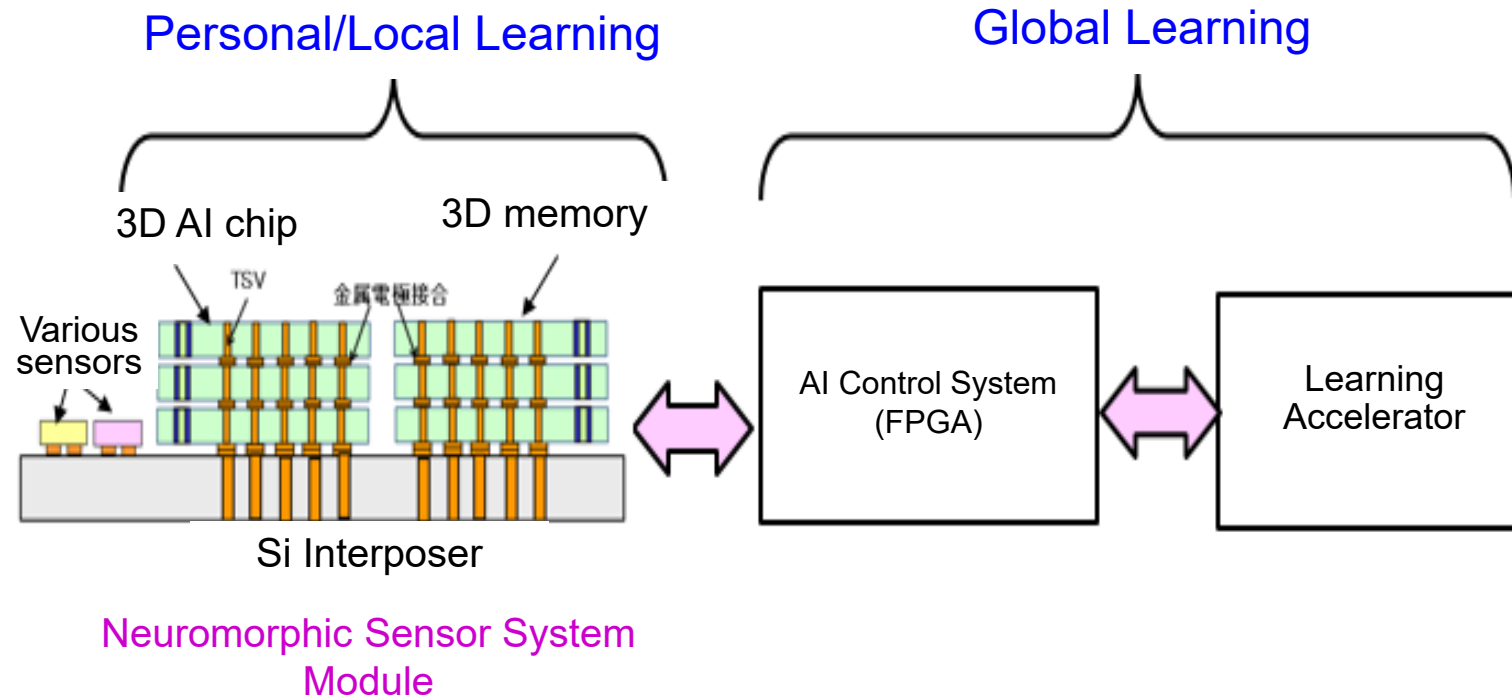 Personal/Local Learning
Global Learning
3D AI chip
3D memory
TSV
金属電極接合
Various
sensors
AI Control System
(FPGA)
Learning
Accelerator
Si Interposer
Neuromorphic Sensor System
Module